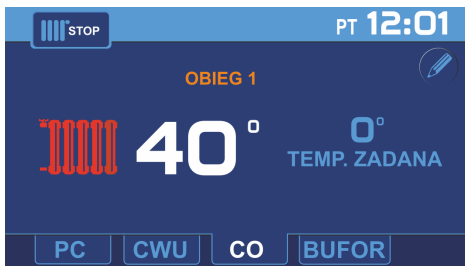 STOP
PT 12:01
OBIEG 1
40°
0°
TEMP. ZADANA
PC
CWU
CO
BUFOR